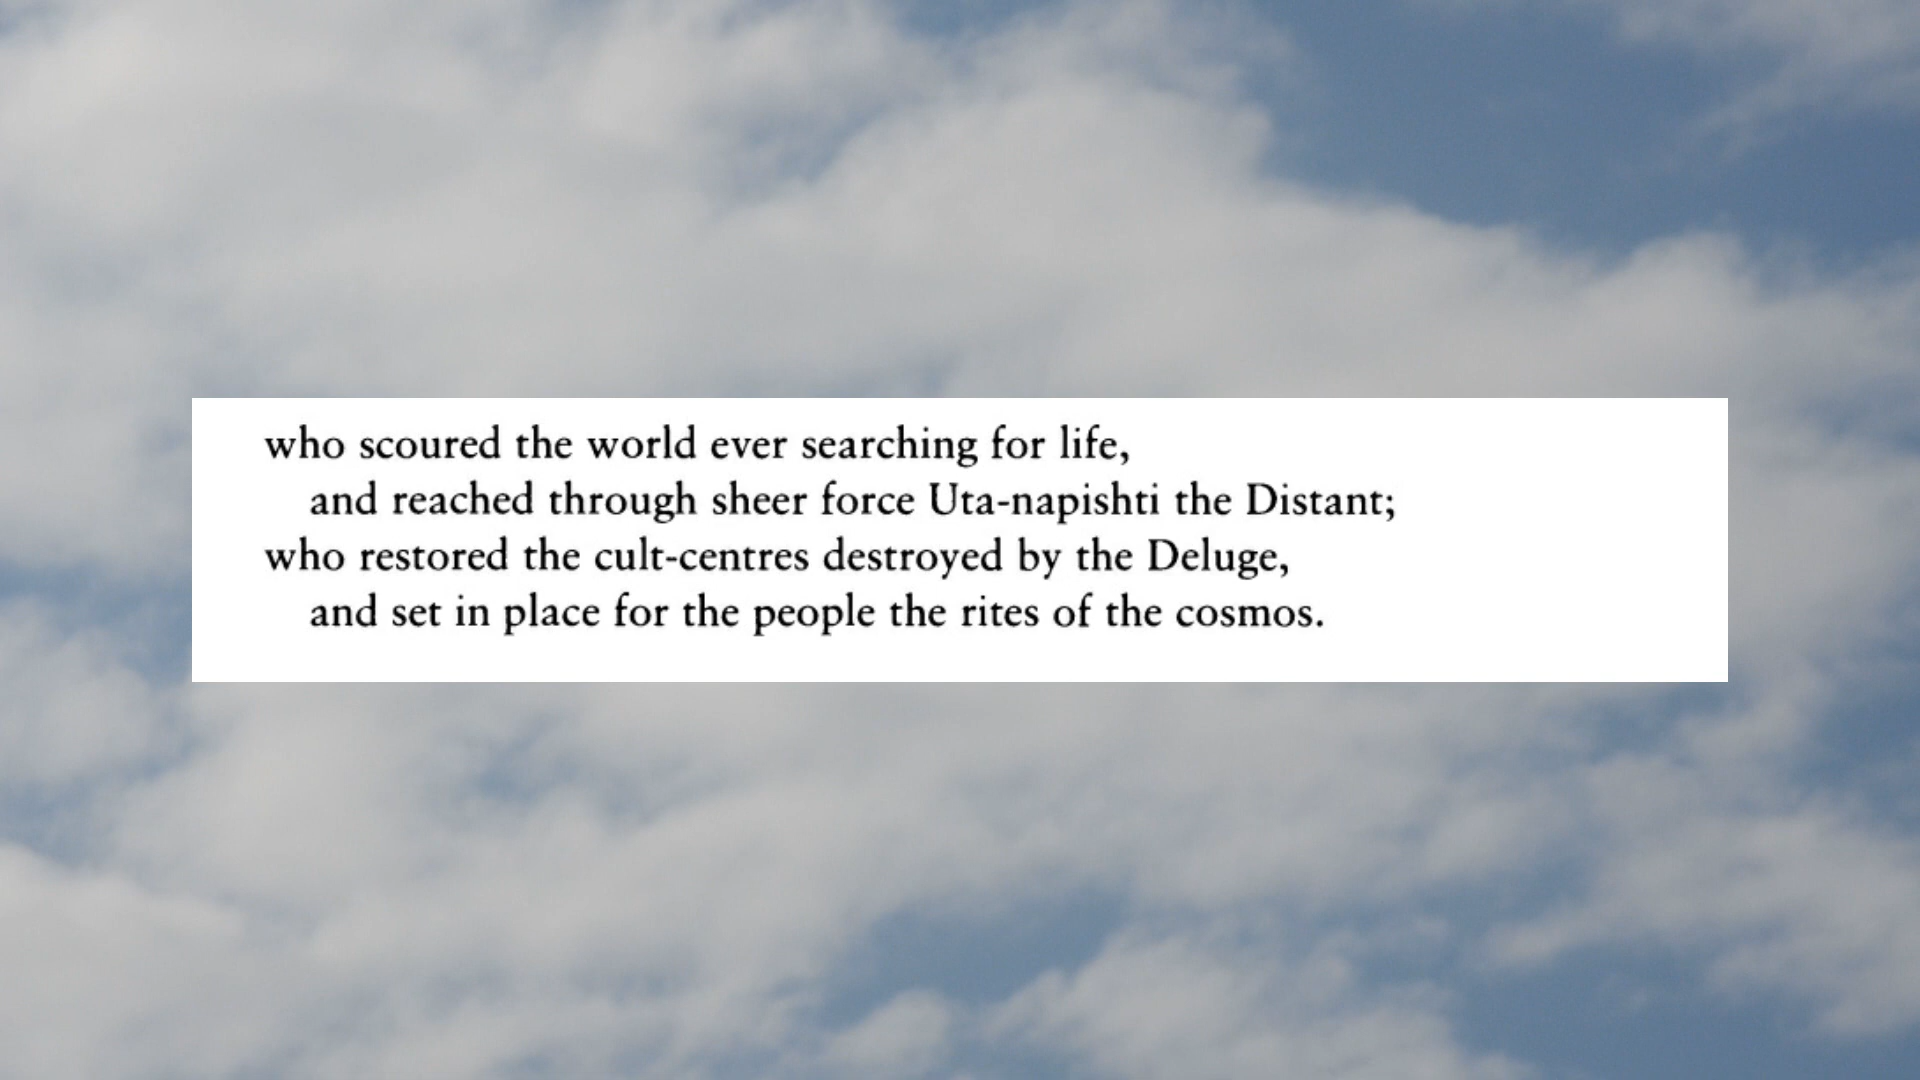 who scoured the world ever searching for life,
and reached through sheer force Uta-napishti the Distant;
who restored the cult-centres destroyed by the Deluge,
and set in place for the people the rites of the cosmos.